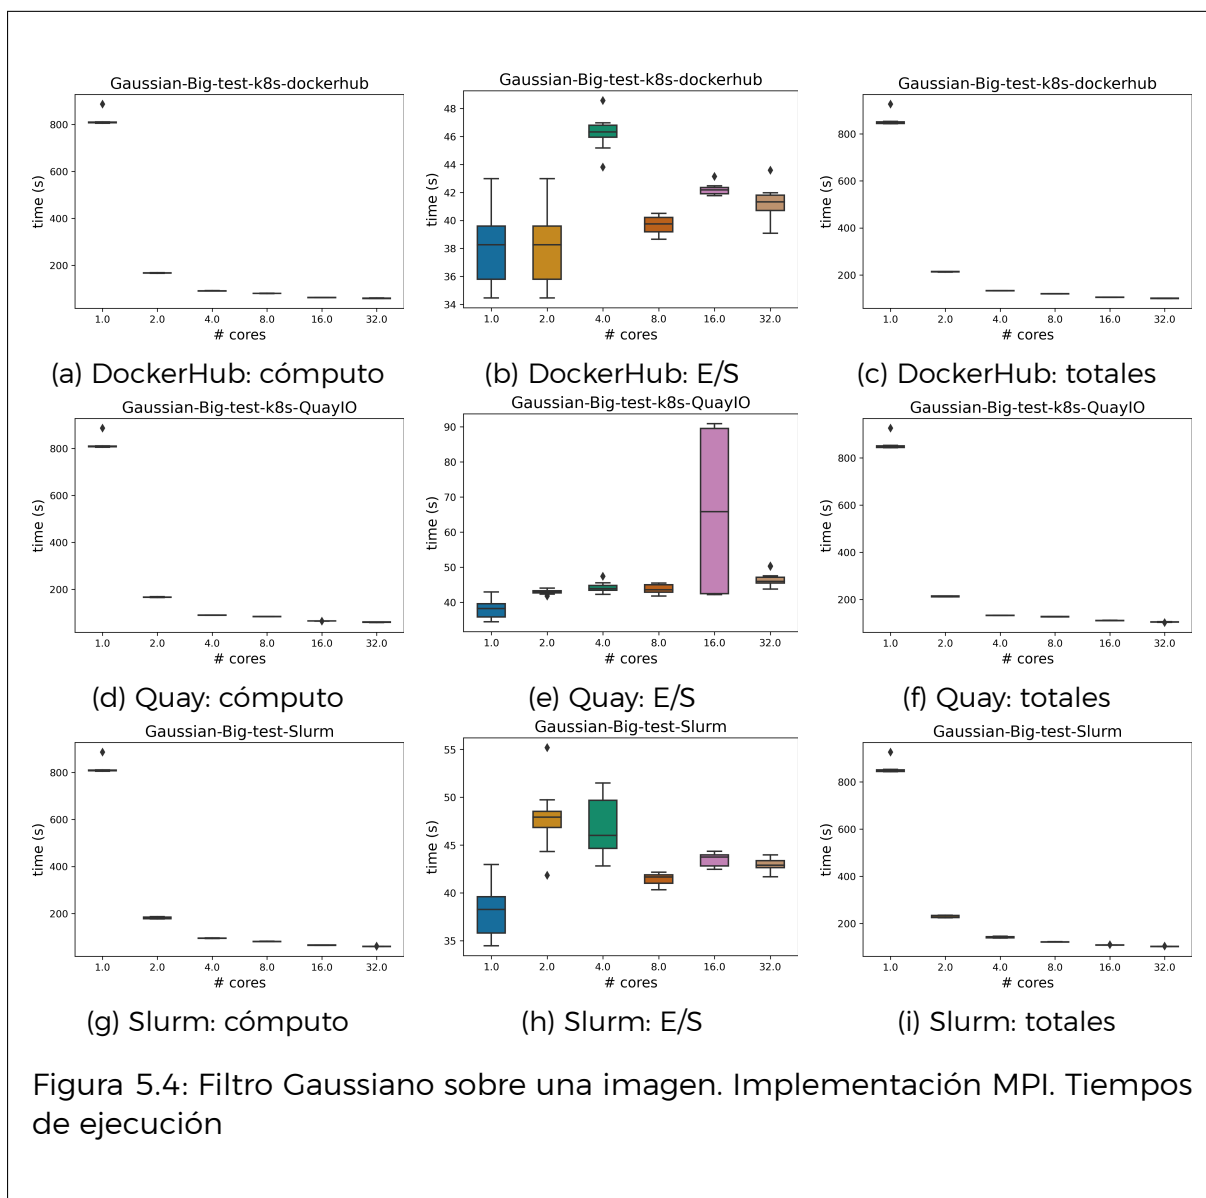 Gaussian-Big-test-k8s-dockerhub
time (s)
800
600
400
200
1.0 2.0 4.0 8.0 16.0 32.0
# cores
(a) DockerHub: cómputo
Gaussian-Big-test-k8s-dockerhub
time (s)
48
46
44
42
40
38
36
34
1.0 2.0 4.0 8.0 16.0 32.0
# cores
(b) DockerHub: E/S
Gaussian-Big-test-k8s-dockerhub
time (s)
800
600
400
200
1.0 2.0 4.0 8.0 16.0 32.0
# cores
(c) DockerHub: totales
Gaussian-Big-test-k8s-QuayIO
time (s)
800
600
400
200
1.0 2.0 4.0 8.0 16.0 32.0
# cores
(d) Quay: cómputo
Gaussian-Big-test-k8s-QuayIO
time (s)
90
80
70
60
50
40
1.0 2.0 4.0 8.0 16.0 32.0
# cores
(e) Quay: E/S
Gaussian-Big-test-k8s-QuayIO
time (s)
800
600
400
200
1.0 2.0 4.0 8.0 16.0 32.0
# cores
(f) Quay: totales
Gaussian-Big-test-Slurm
time (s)
800
600
400
200
1.0 2.0 4.0 8.0 16.0 32.0
# cores
(g) Slurm: cómputo
Gaussian-Big-test-Slurm
time (s)
55
50
45
40
35
1.0 2.0 4.0 8.0 16.0 32.0
# cores
(h) Slurm: E/S
Gaussian-Big-test-Slurm
time (s)
800
600
400
200
1.0 2.0 4.0 8.0 16.0 32.0
# cores
(i) Slurm: totales
Figura 5.4: Filtro Gaussiano sobre una imagen. Implementación MPI. Tiempos
de ejecución